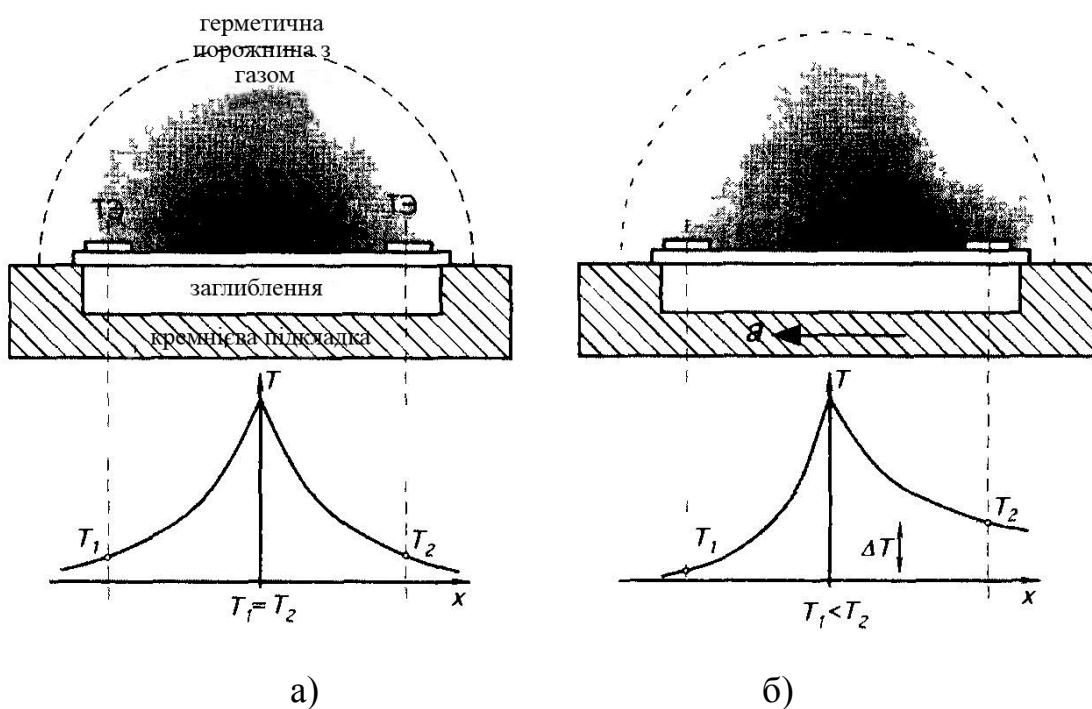 герметична
порожнина з
газом
ТЭ ТЭ
заглиблення
кремнієва підкладка
a
T T
T₁ T₂ T₁ T₂
ΔT
x x
T₁=T₂ T₁<T₂
а) б)